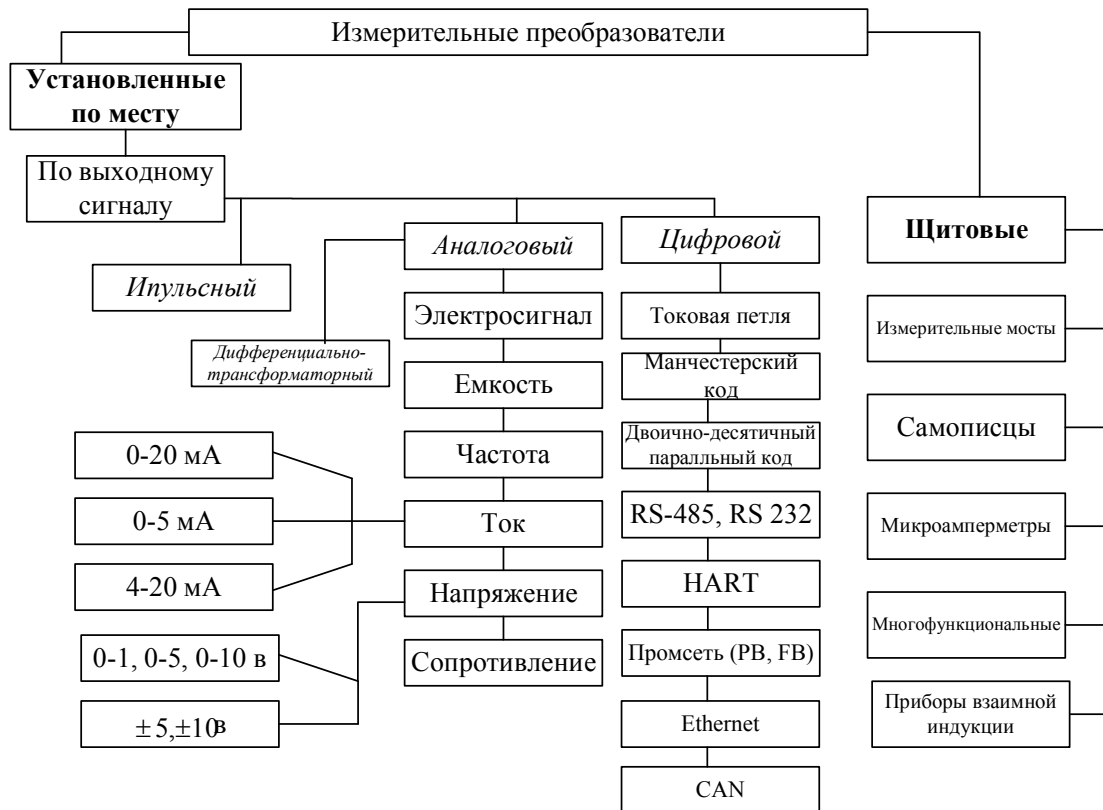 Измерительные преобразователи
Установленные
по месту
По выходному
сигналу
Ипульсный
Аналоговый
Дифференциально-
трансформаторный
Электросигнал
Емкость
Частота
Ток
0-20 мА
0-5 мА
4-20 мА
Напряжение
0-1, 0-5, 0-10 в
±5,±10в
Сопротивление
Цифровой
Токовая петля
Манчестерский
код
Двоично-десятичный
паралльный код
RS-485, RS 232
HART
Промсеть (PB, FB)
Ethernet
CAN
Щитовые
Измерительные мосты
Самописцы
Микроамперметры
Многофункциональные
Приборы взаимной
индукции